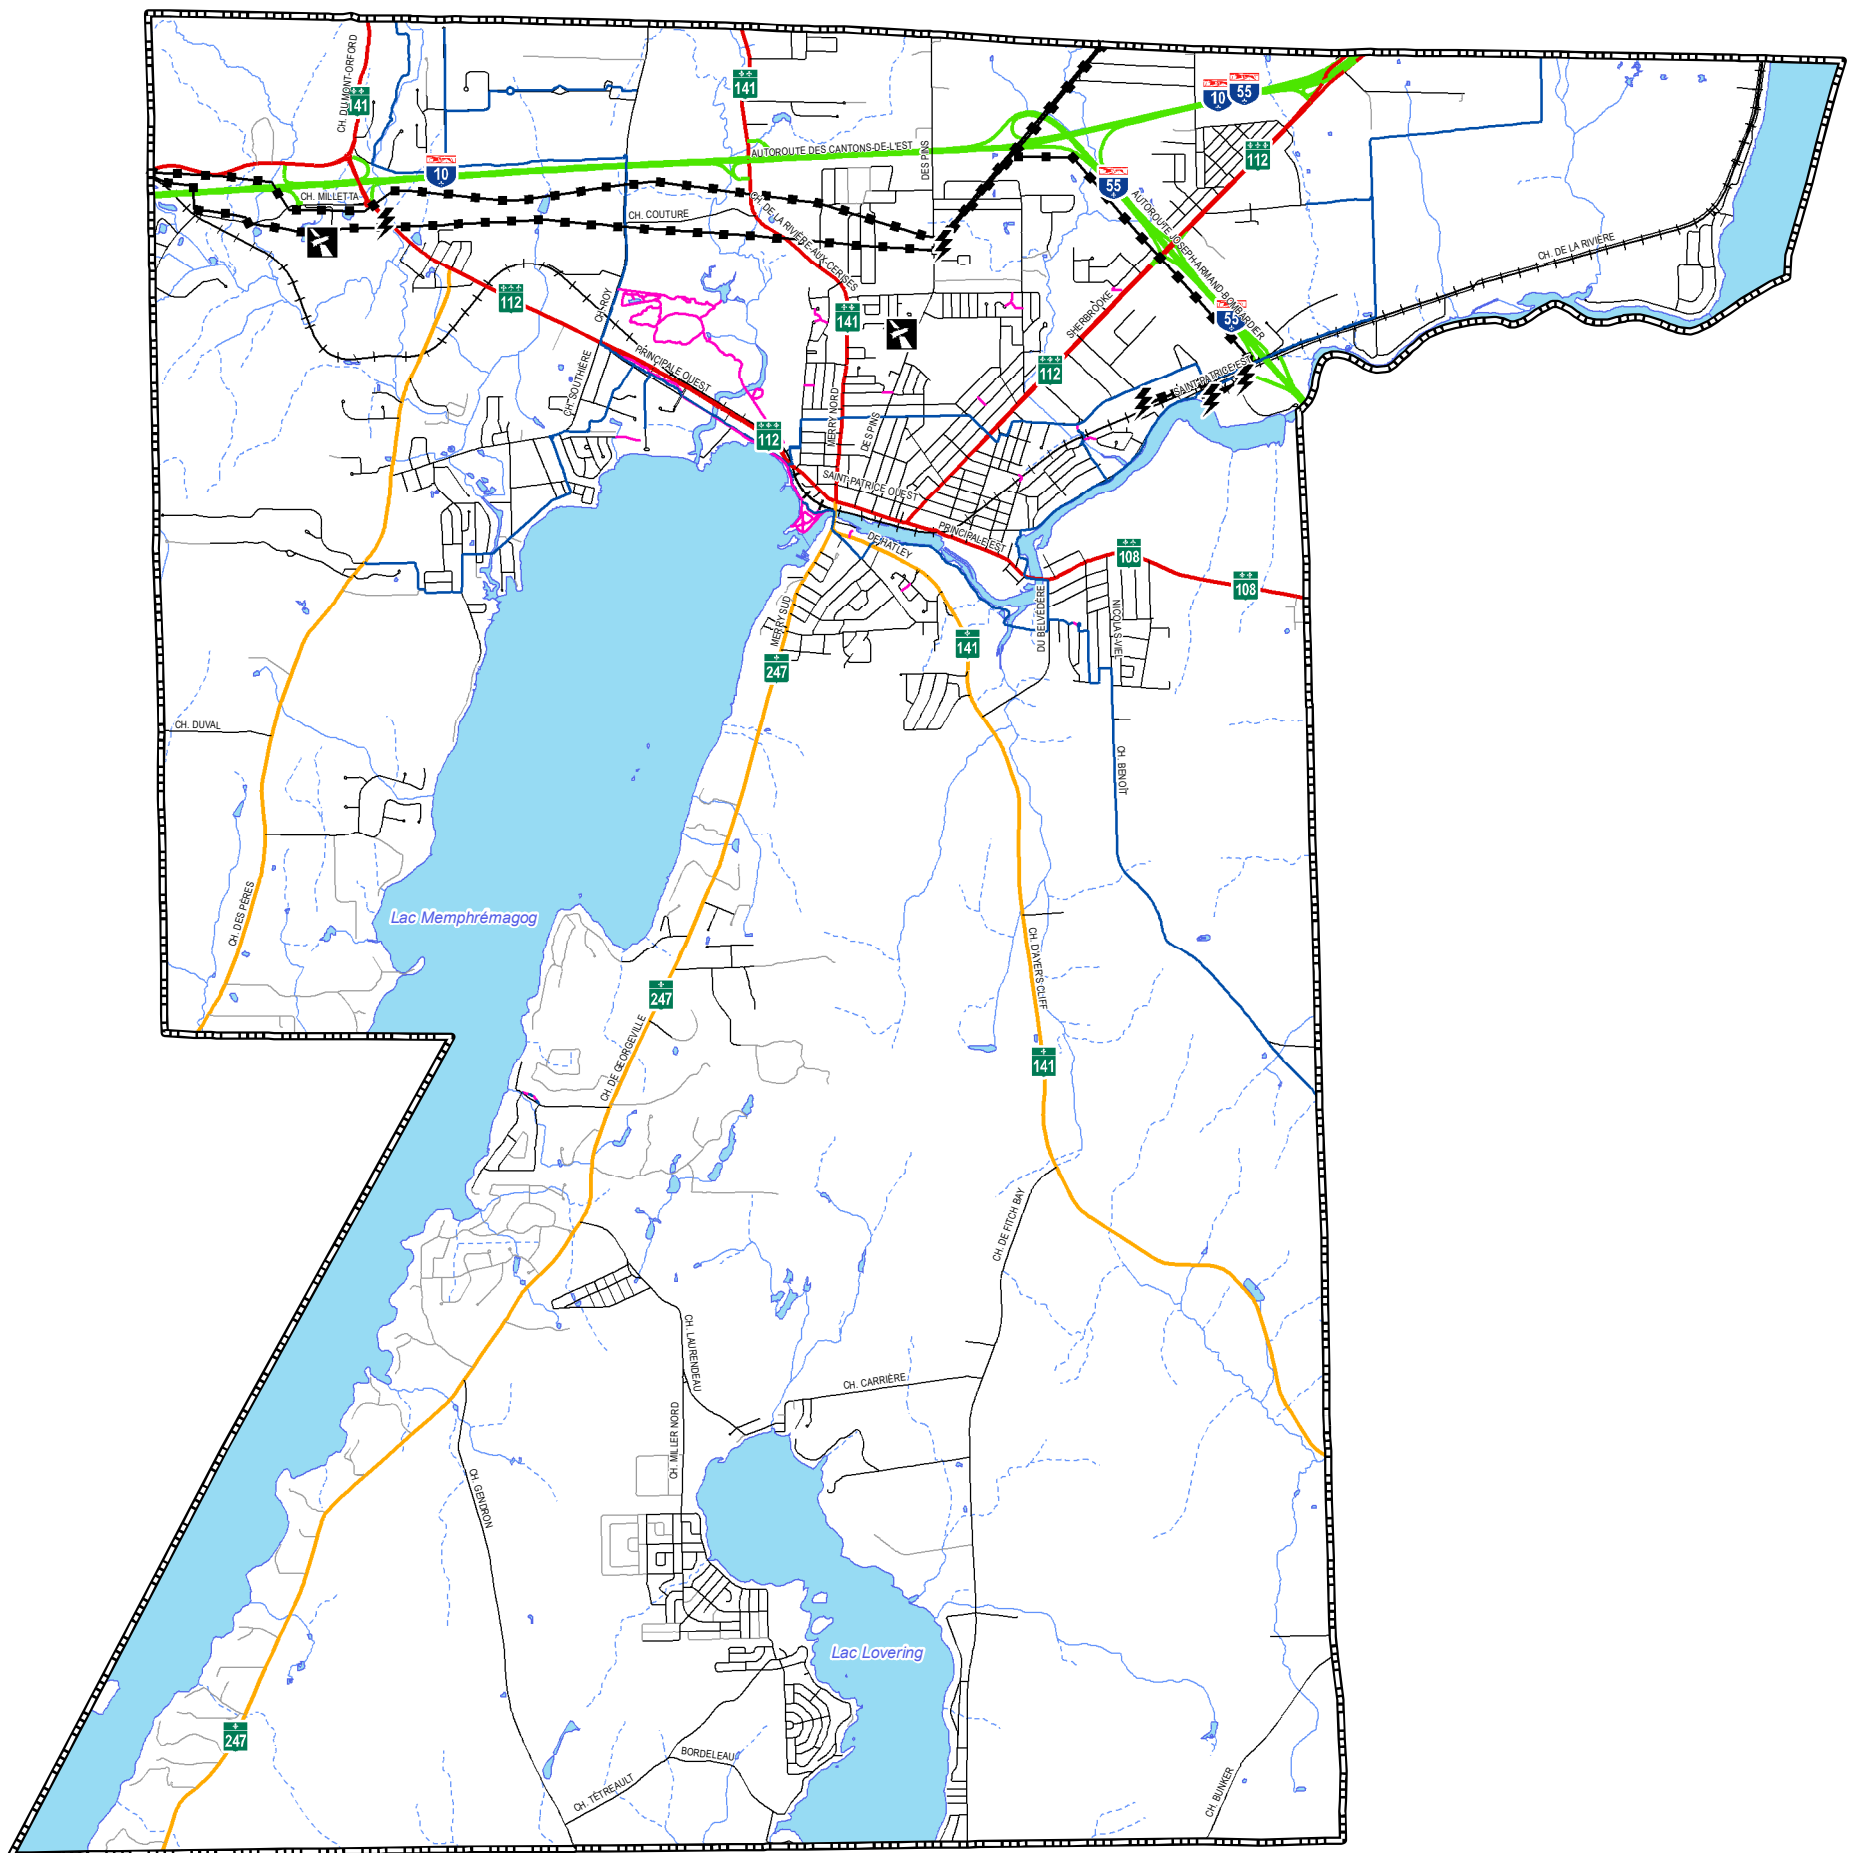 CH. DU MONT-ORFORD
141
141
DES PINS
10
55
112
AUTOROUTE DES CANTONS-DE-L'EST
10
55
CH. MILLETTA
CH. COUTURE
CH. DE LA RIVIÈRE-AUX-CERISES
AUTOROUTE JOSEPH-ARMAND-BOMBARDIER
CH. DE LA RIVIÈRE
112
CH. ROY
141
SHERBROOKE
55
PRINCIPALE OUEST
CH. SOUTHIÈRE
112
SAINT-PATRICE EST
MERRY NORD
DES PINS
112
SAINT-PATRICE OUEST
PRINCIPALE EST
DE HATLEY
108
108
MERRY SUD
DU BELVÉDÈRE
NICOLAS-VIEL
141
247
CH. DUVAL
CH. BENOÎT
CH. DES PÈRES
Lac Memphrémagog
CH. D'AYER'S CLIFF
247
CH. DE GEORGEVILLE
141
CH. DE FITCH BAY
CH. LAURENDEAU
CH. CARRIÈRE
CH. MILLER NORD
CH. GENDRON
Lac Lovering
247
BORDELEAU
CH. TÉTREAULT
CH. BUNKER